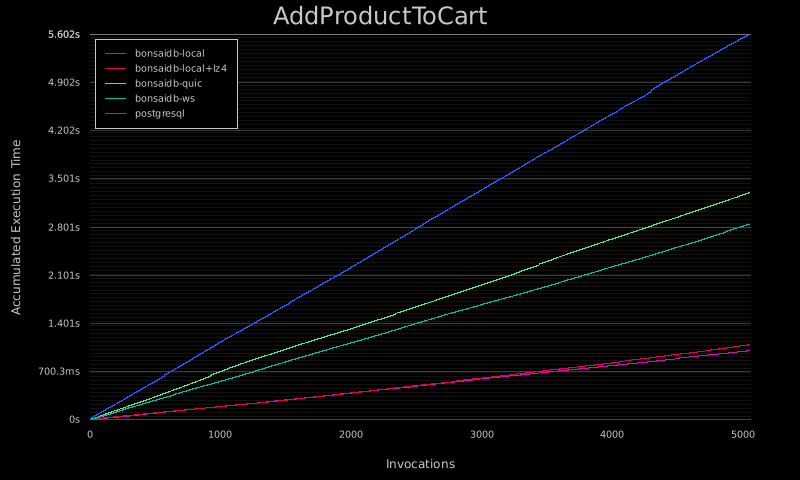 AddProductToCart
5.602s
4.902s
4.202s
3.501s
2.801s
2.101s
1.401s
700.3ms
0s
Accumulated Execution Time
bonsaidb-local
bonsaidb-local+lz4
bonsaidb-quic
bonsaidb-ws
postgresql
0 1000 2000 3000 4000 5000
Invocations